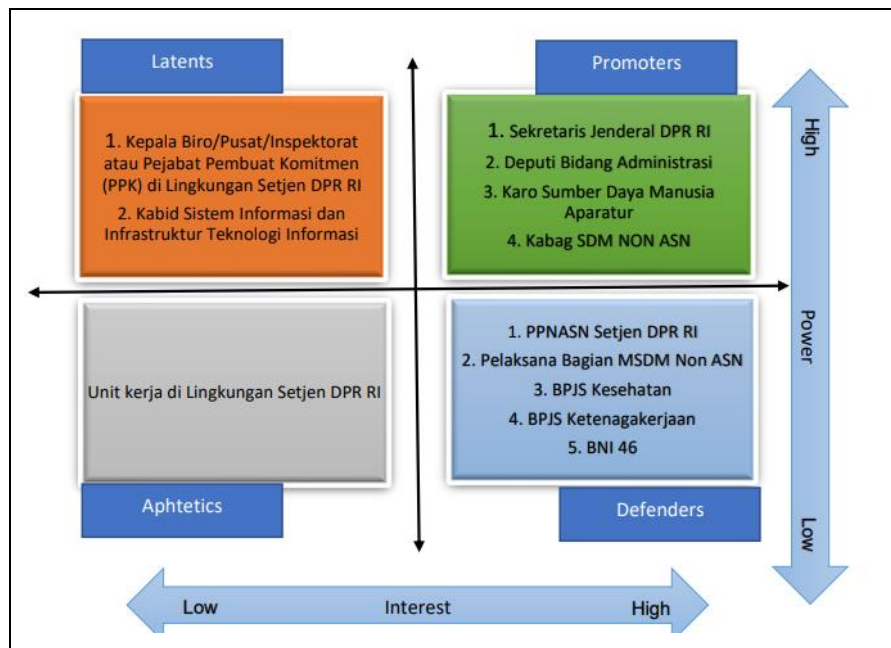 Latents
Promoters
1. Kepala Biro/Pusat/Inspektorat
atau Pejabat Pembuat Komitmen
(PPK) di Lingkungan Setjen DPR RI
2. Kabid Sistem Informasi dan
Infrastruktur Teknologi Informasi
1. Sekretaris Jenderal DPR RI
2. Deputi Bidang Administrasi
3. Karo Sumber Daya Manusia
Aparatur
4. Kabag SDM NON ASN
High
Power
Low
Unit kerja di Lingkungan Setjen DPR RI
1. PPNASN Setjen DPR RI
2. Pelaksana Bagian MSDM Non ASN
3. BPJS Kesehatan
4. BPJS Ketenagakerjaan
5. BNI 46
Aphtetics
Defenders
Low
Interest
High